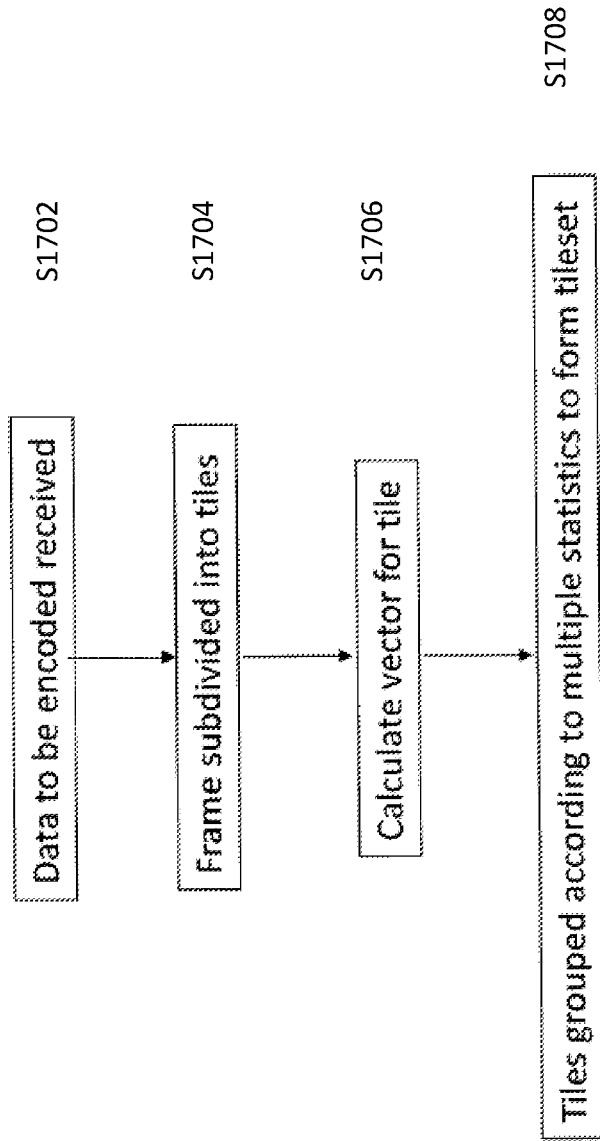 Data to be encoded received
S1702
Frame subdivided into tiles
S1704
Calculate vector for tile
S1706
Tiles grouped according to multiple statistics to form tileset
S1708